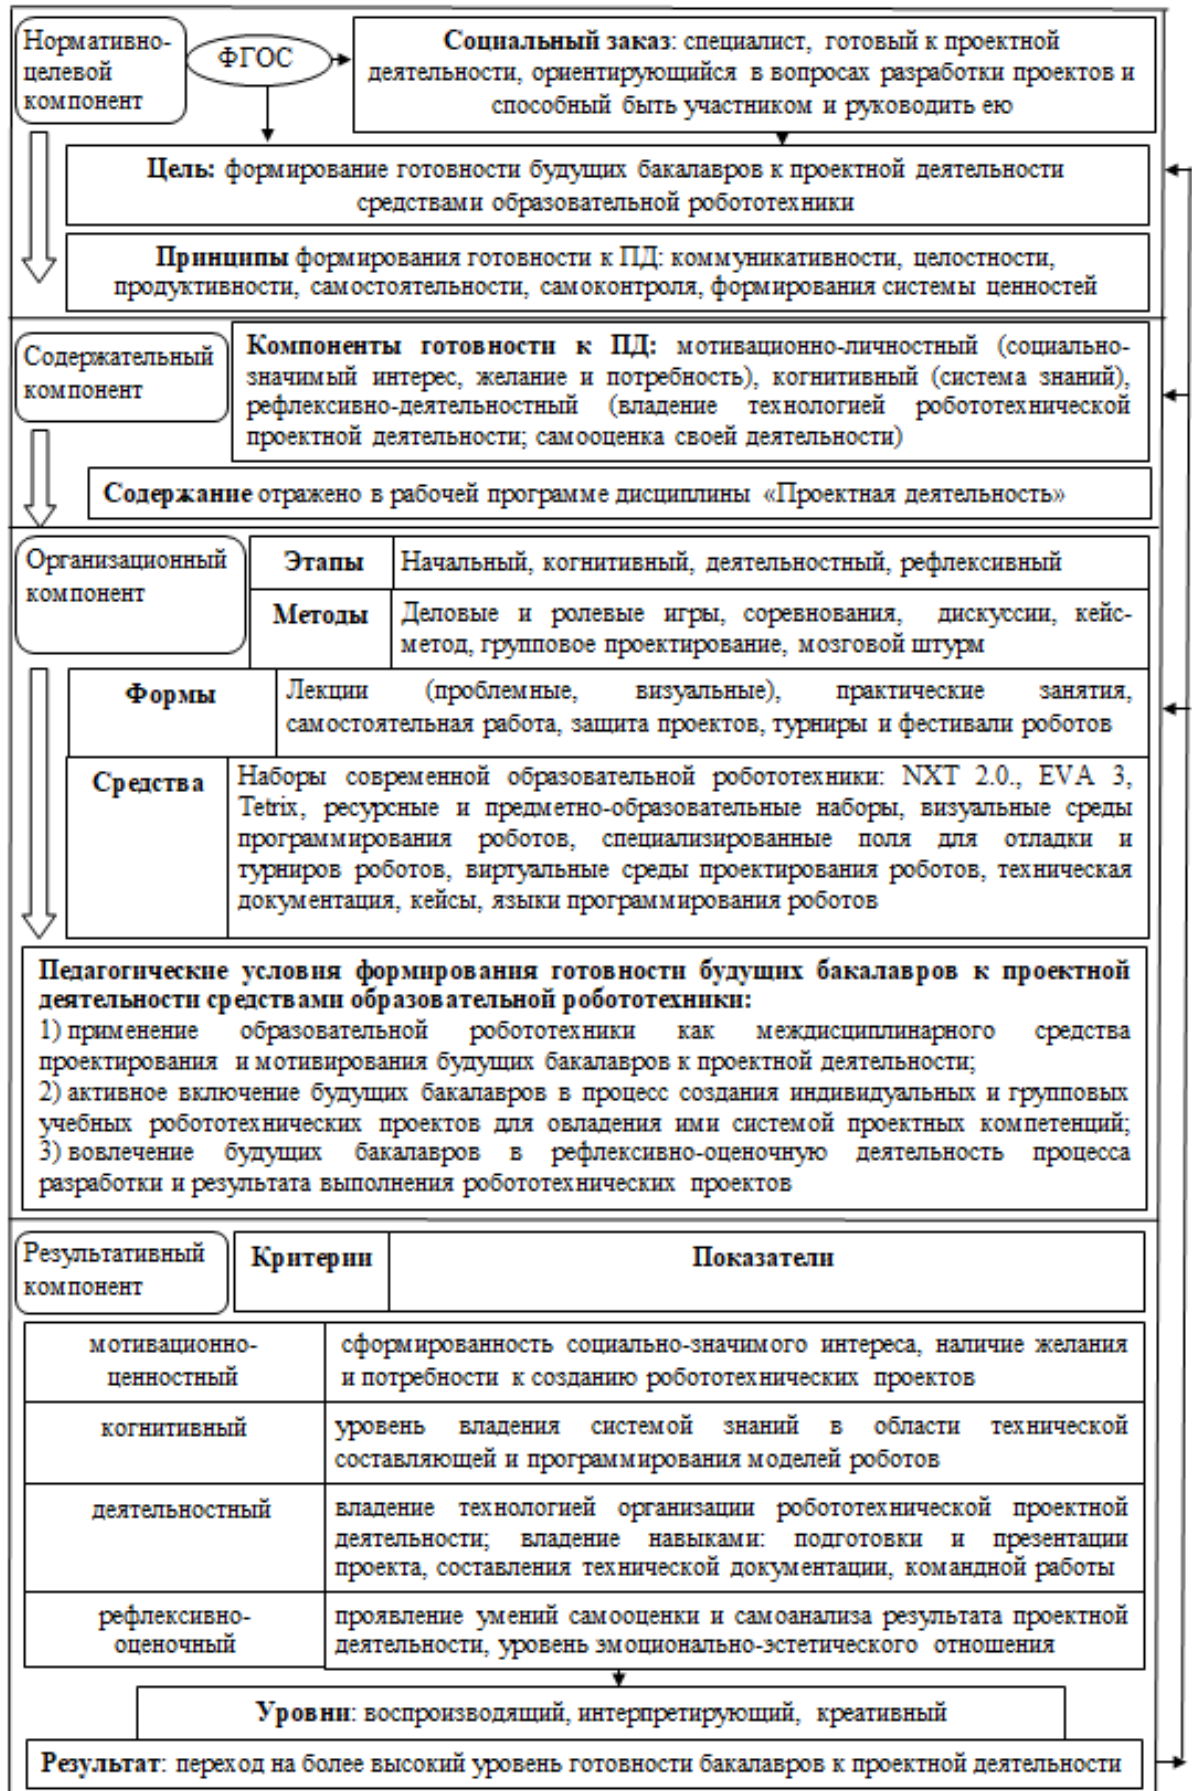 Нормативно-
целевой
компонент
ФГОС
Социальный заказ: специалист, готовый к проектной
деятельности, ориентирующийся в вопросах разработки проектов и
способный быть участником и руководить ею
Цель: формирование готовности будущих бакалавров к проектной деятельности
средствами образовательной робототехники
Принципы формирования готовности к ПД: коммуникативности, целостности,
продуктивности, самостоятельности, самоконтроля, формирования системы ценностей
Содержательный
компонент
Компоненты готовности к ПД: мотивационно-личностный (социально-
значимый интерес, желание и потребность), когнитивный (система знаний),
рефлексивно-деятельностный (владение технологией робототехнической
проектной деятельности; самооценка своей деятельности)
Содержание отражено в рабочей программе дисциплины «Проектная деятельность»
Организационный
компонент
Этапы
Начальный, когнитивный, деятельностный, рефлексивный
Методы
Деловые и ролевые игры, соревнования, дискуссии, кейс-
метод, групповое проектирование, мозговой штурм
Формы
Лекции (проблемные, визуальные), практические занятия,
самостоятельная работа, защита проектов, турниры и фестивали роботов
Средства
Наборы современной образовательной робототехники: NXT 2.0., EVA 3,
Tetrix, ресурсные и предметно-образовательные наборы, визуальные среды
программирования роботов, специализированные поля для отладки и
турниров роботов, виртуальные среды проектирования роботов, техническая
документация, кейсы, языки программирования роботов
Педагогические условия формирования готовности будущих бакалавров к проектной
деятельности средствами образовательной робототехники:
1) применение образовательной робототехники как междисциплинарного средства
проектирования и мотивирования будущих бакалавров к проектной деятельности;
2) активное включение будущих бакалавров в процесс создания индивидуальных и групповых
учебных робототехнических проектов для овладения ими системой проектных компетенций;
3) вовлечение будущих бакалавров в рефлексивно-оценочную деятельность процесса
разработки и результата выполнения робототехнических проектов
Результативный
компонент
Критерии
Показатели
мотивационно-
ценностный
сформированность социально-значимого интереса, наличие желания
и потребности к созданию робототехнических проектов
когнитивный
уровень владения системой знаний в области технической
составляющей и программирования моделей роботов
деятельностный
владение технологией организации робототехнической проектной
деятельности; владение навыками: подготовки и презентации
проекта, составления технической документации, командной работы
рефлексивно-
оценочный
проявление умений самооценки и самоанализа результата проектной
деятельности, уровень эмоционально-эстетического отношения
Уровни: воспроизводящий, интерпретирующий, креативный
Результат: переход на более высокий уровень готовности бакалавров к проектной деятельности